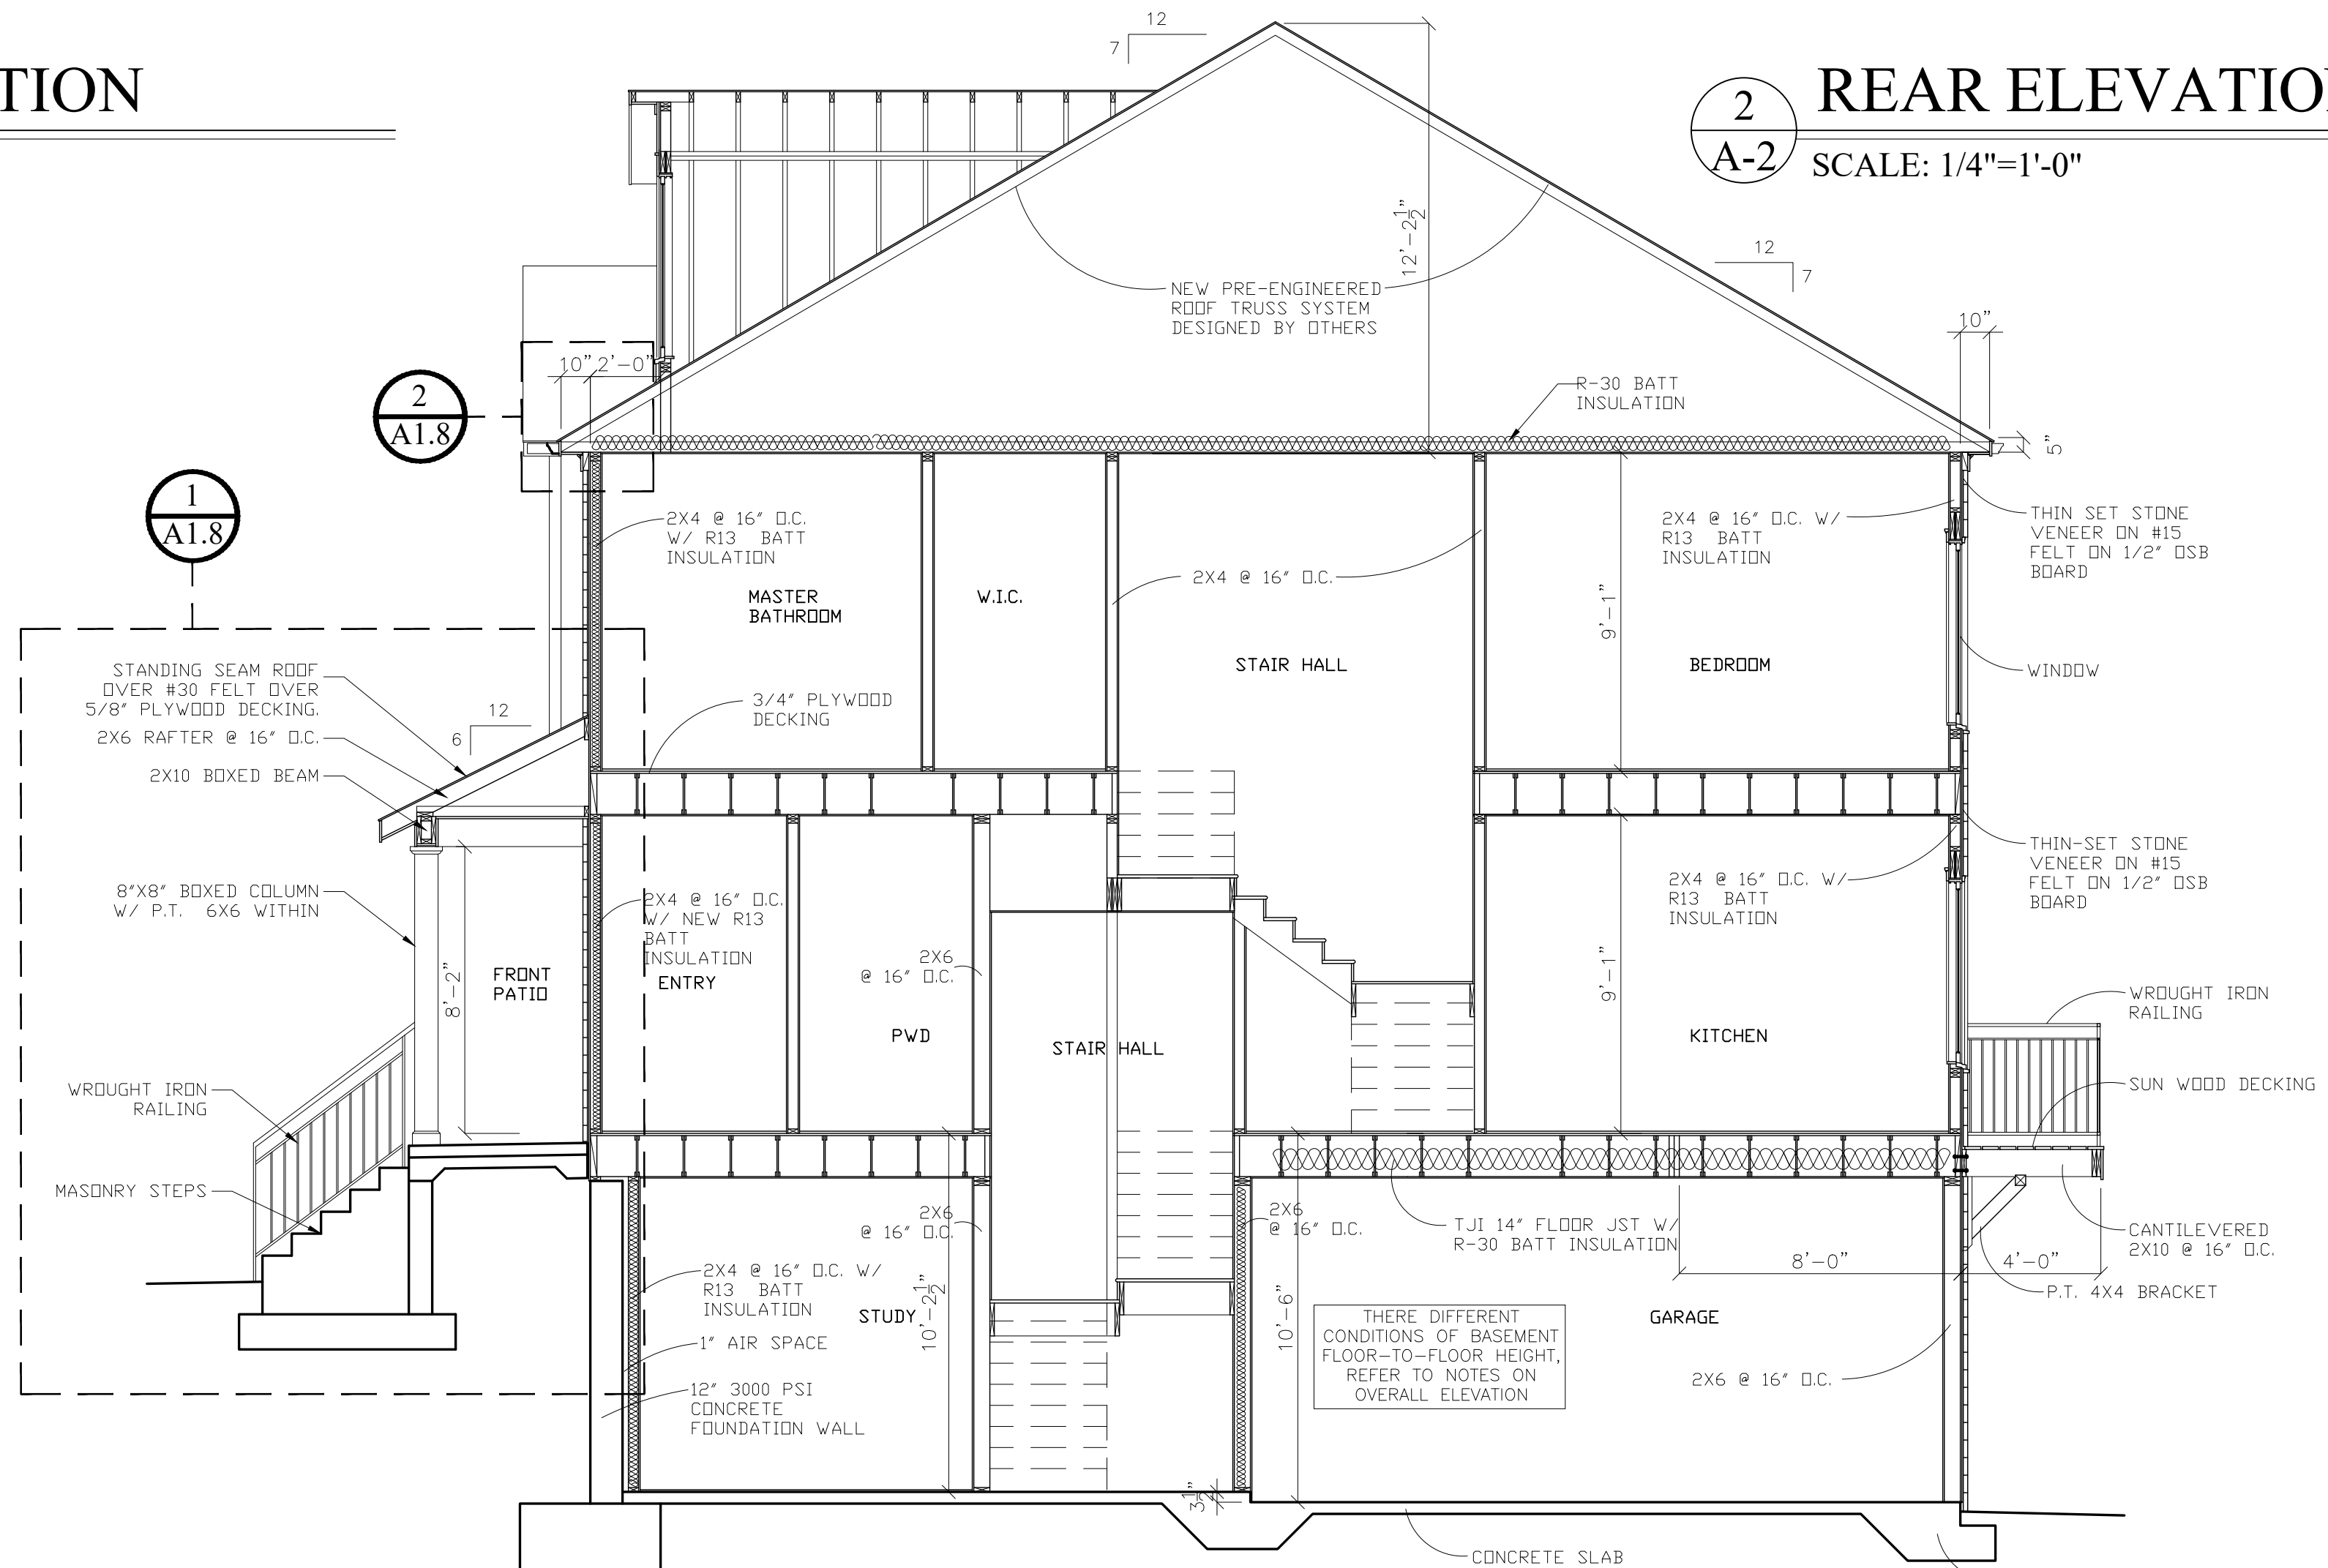 TION
2
A-2
REAR ELEVATION
SCALE: 1/4"=1'-0"
12
7
12'-2 1/2"
12
7
NEW PRE-ENGINEERED
ROOF TRUSS SYSTEM
DESIGNED BY OTHERS
10"
10"
2'-0"
2
A1.8
R-30 BATT
INSULATION
5"
1
A1.8
2X4 @ 16" O.C.
W/ R13 BATT
INSULATION
MASTER
BATHROOM
W.I.C.
2X4 @ 16" O.C.
STAIR HALL
2X4 @ 16" O.C. W/
R13 BATT
INSULATION
9'-1"
BEDROOM
THIN SET STONE
VENEER ON #15
FELT ON 1/2" OSB
BOARD
WINDOW
STANDING SEAM ROOF
OVER #30 FELT OVER
5/8" PLYWOOD DECKING.
12
6
2X6 RAFTER @ 16" O.C.
2X10 BOXED BEAM
3/4" PLYWOOD
DECKING
8"X8" BOXED COLUMN
W/ P.T. 6X6 WITHIN
8'-2"
FRONT
PATIO
2X4 @ 16" O.C.
W/ NEW R13
BATT
INSULATION
ENTRY
2X6
@ 16" O.C.
PWD
STAIR HALL
2X4 @ 16" O.C. W/
R13 BATT
INSULATION
9'-1"
KITCHEN
THIN-SET STONE
VENEER ON #15
FELT ON 1/2" OSB
BOARD
WROUGHT IRON
RAILING
SUN WOOD DECKING
WROUGHT IRON
RAILING
MASONRY STEPS
2X6
@ 16" O.C.
2X6
@ 16" O.C.
TJI 14" FLOOR JST W/
R-30 BATT INSULATION
8'-0"
4'-0"
CANTILEVERED
2X10 @ 16" O.C.
P.T. 4X4 BRACKET
2X4 @ 16" O.C. W/
R13 BATT
INSULATION
STUDY
10'-2 1/2"
10'-6"
THERE DIFFERENT
CONDITIONS OF BASEMENT
FLOOR-TO-FLOOR HEIGHT,
REFER TO NOTES ON
OVERALL ELEVATION
GARAGE
1" AIR SPACE
12" 3000 PSI
CONCRETE
FOUNDATION WALL
2X6 @ 16" O.C.
3 1/2"
CONCRETE SLAB